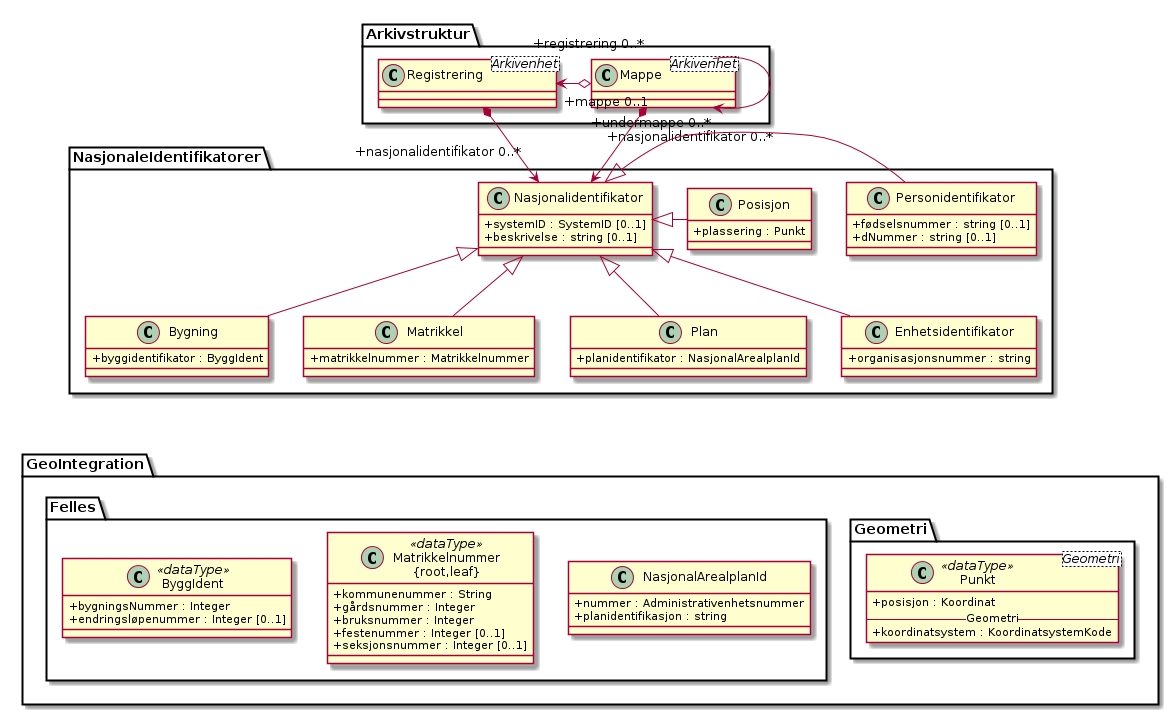 Arkivstruktur
+registrering 0..*
C Registrering
Arkivenhet
C Mappe
Arkivenhet
+mappe 0..1
+undermappe 0..*
+nasjonalidentifikator 0..*
+nasjonalidentifikator 0..*
NasjonaleIdentifikatorer
C Nasjonalidentifikator
+systemID : SystemID [0..1]
+beskrivelse : string [0..1]
C Posisjon
+plassering : Punkt
C Personidentifikator
+fødselsnummer : string [0..1]
+dNummer : string [0..1]
C Bygning
+byggidentifikator : ByggIdent
C Matrikkel
+matrikkelnummer : Matrikkelnummer
C Plan
+planidentifikator : NasjonalArealplanId
C Enhetsidentifikator
+organisasjonsnummer : string
GeoIntegration
Felles
«dataType»
C ByggIdent
+bygningsNummer : Integer
+endringsløpenummer : Integer [0..1]
«dataType»
C Matrikkelnummer
{root,leaf}
+kommunenummer : String
+gårdsnummer : Integer
+bruksnummer : Integer
+festenummer : Integer [0..1]
+seksjonsnummer : Integer [0..1]
C NasjonalArealplanId
+nummer : Administrativenhetsnummer
+planidentifikasjon : string
Geometri
Geometri
«dataType»
C Punkt
+posisjon : Koordinat
Geometri
+koordinatsystem : KoordinatsystemKode